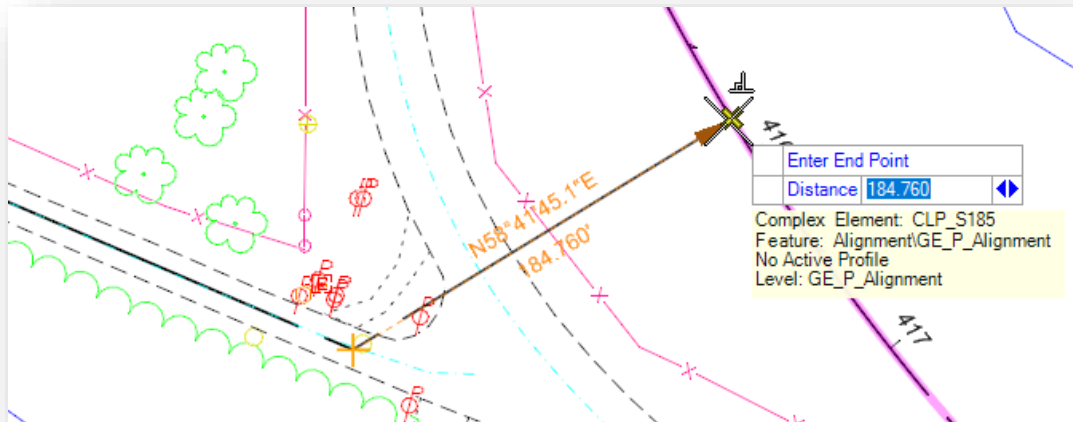 416
Enter End Point
Distance 184.760
Complex Element: CLP_S185
Feature: Alignment\GE_P_Alignment
No Active Profile
Level: GE_P_Alignment
N58°41'45.1"E
184.760'
417
X
X
X
X
X
X
X
X
P
P
P